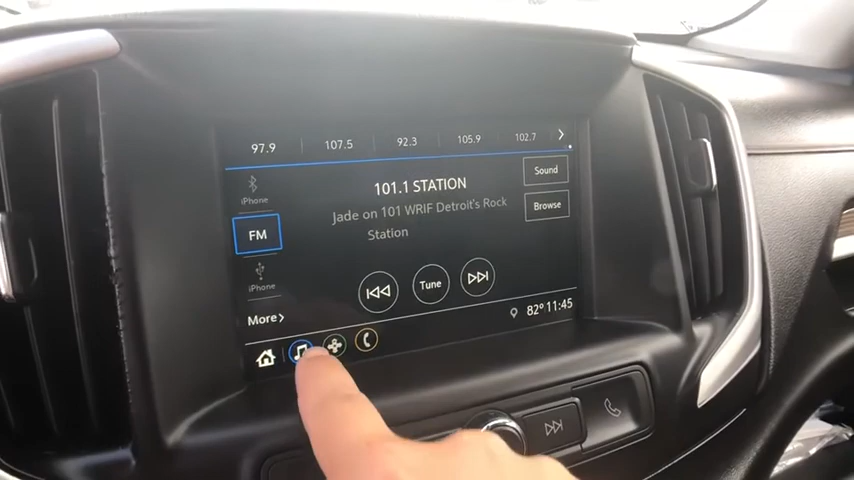 97.9 107.5 92.3 105.9 102.7
iPhone
101.1 STATION
Sound
Jade on 101 WRIF Detroit's Rock
Station
Browse
FM
iPhone
Tune
More
82° 11:45